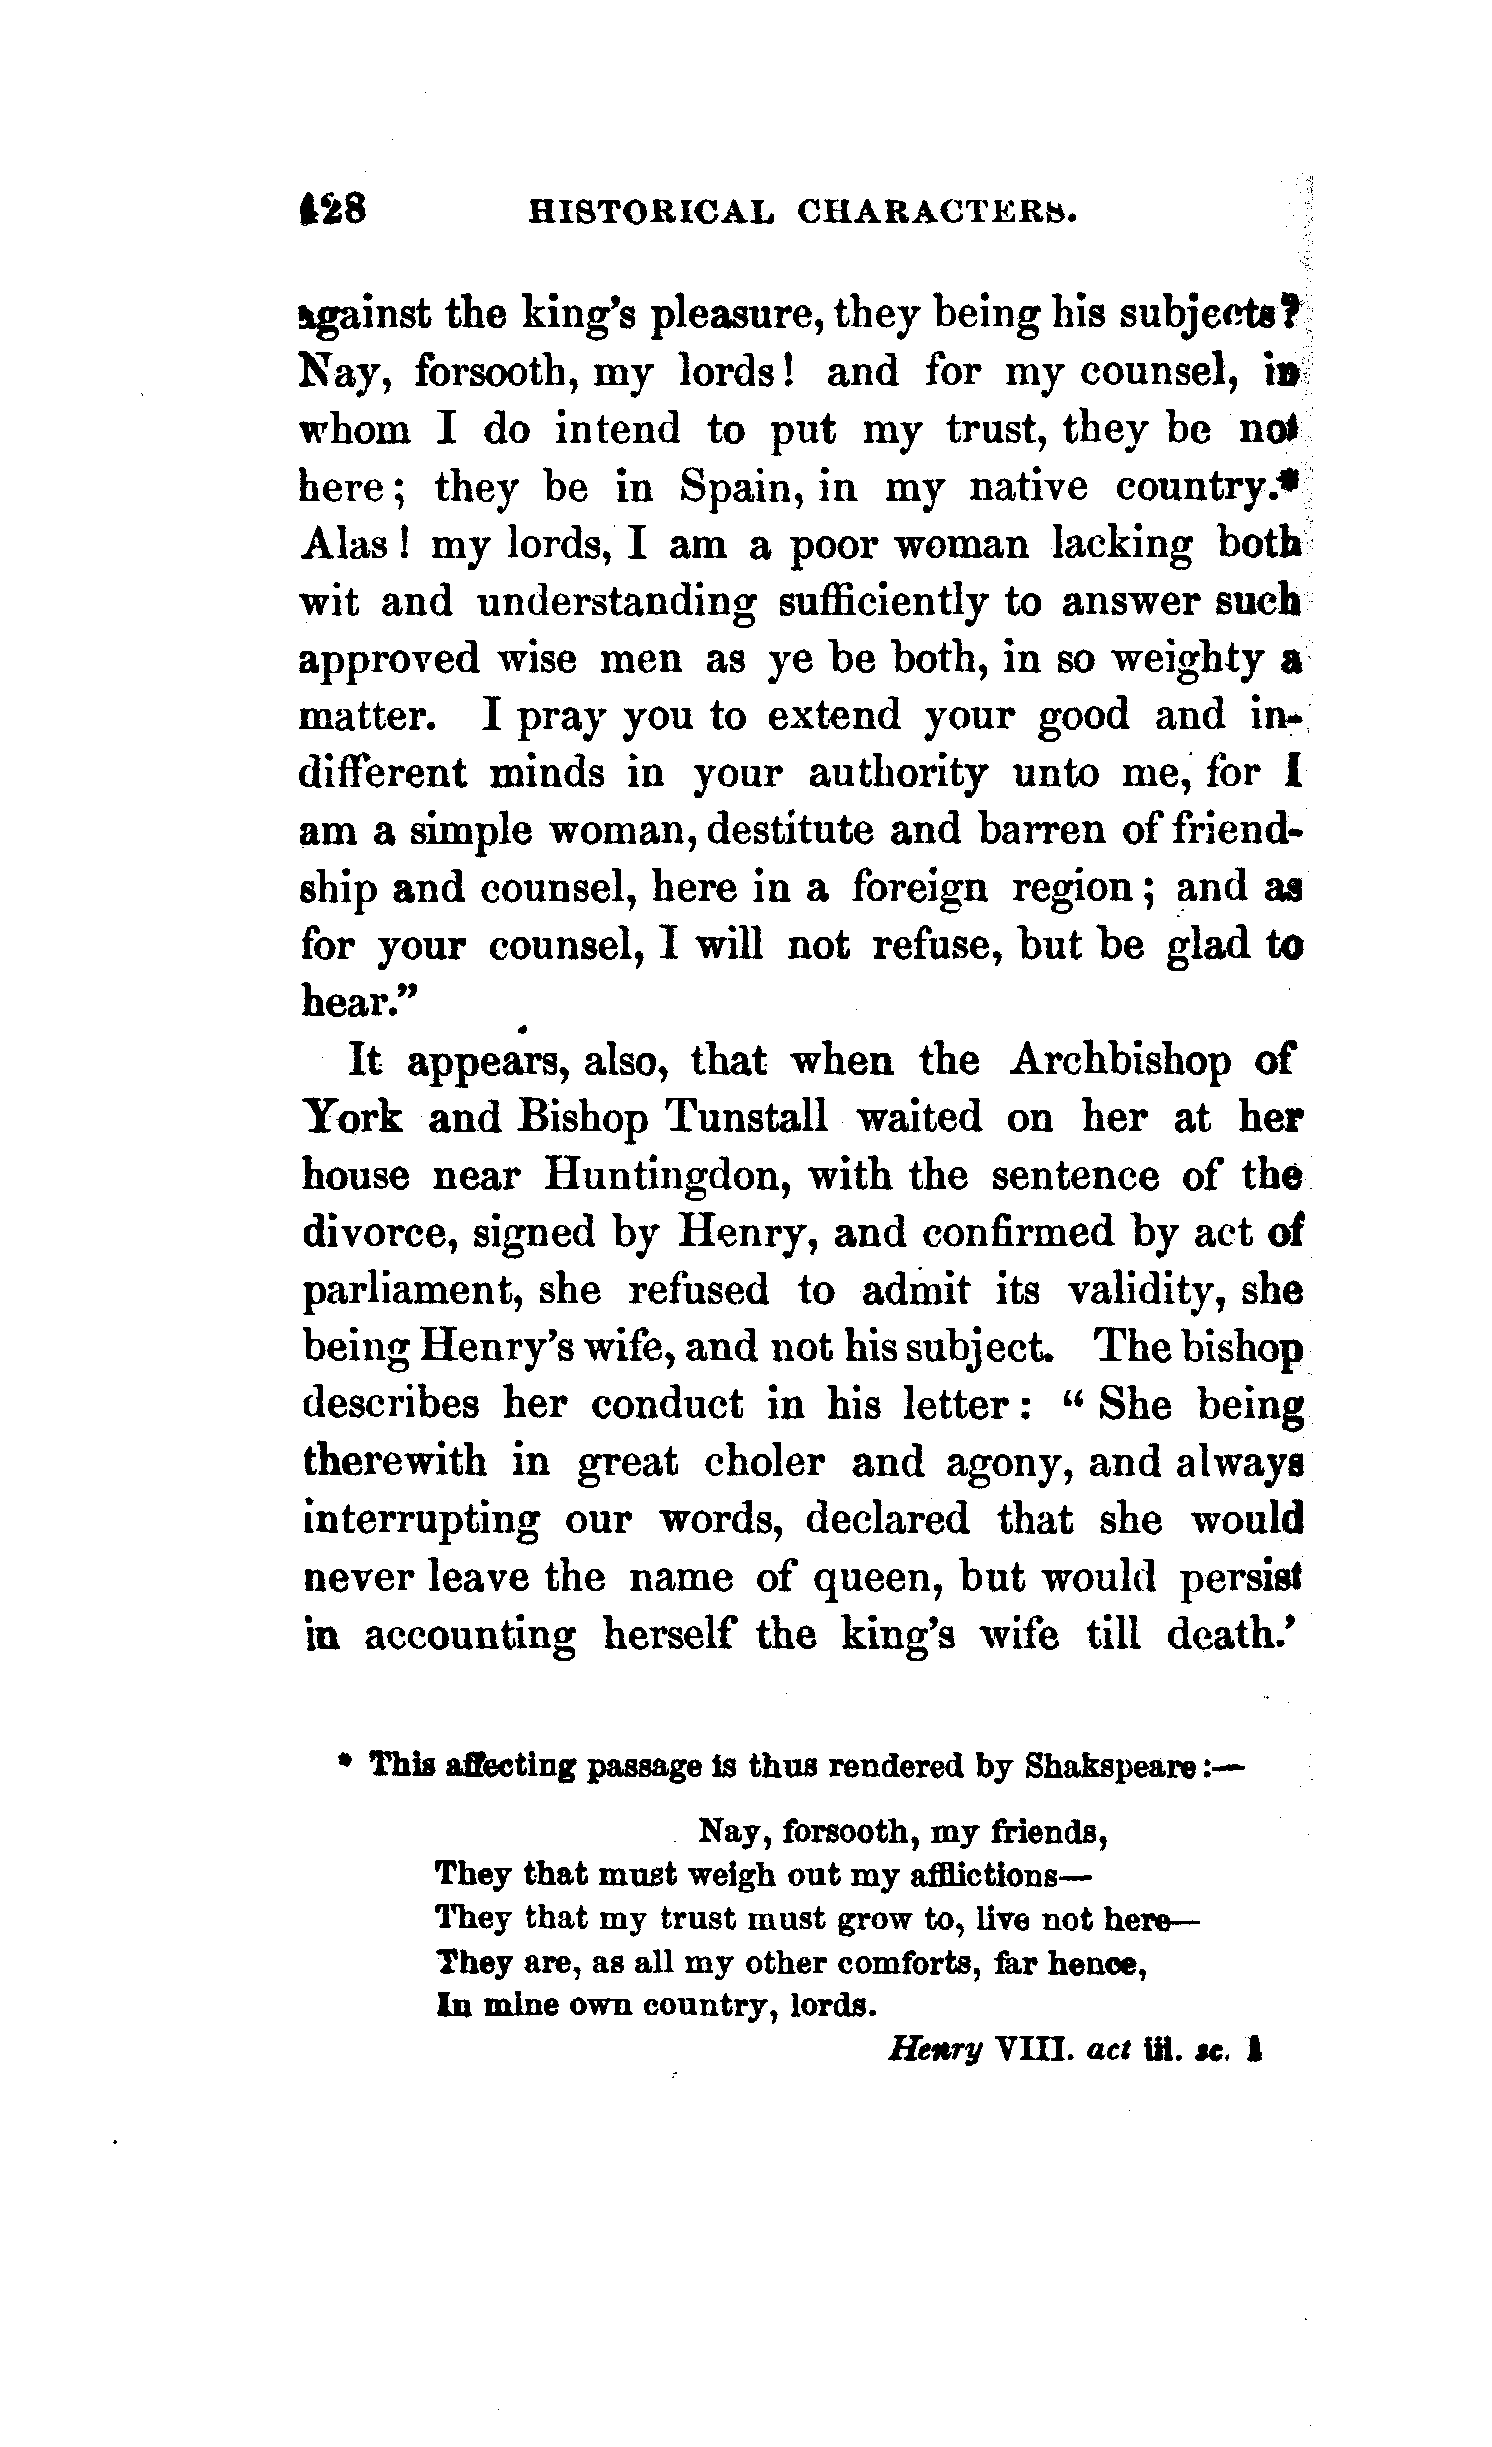 428 HISTORICAL CHARACTERS.
against the king's pleasure, they being his subjects?
Nay, forsooth, my lords! and for my counsel, in
whom I do intend to put my trust, they be not
here; they be in Spain, in my native country.*
Alas! my lords, I am a poor woman lacking both
wit and understanding sufficiently to answer such
approved wise men as ye be both, in so weighty a
matter. I pray you to extend your good and in-
different minds in your authority unto me, for I
am a simple woman, destitute and barren of friend-
ship and counsel, here in a foreign region; and as
for your counsel, I will not refuse, but be glad to
hear."
It appears, also, that when the Archbishop of
York and Bishop Tunstall waited on her at her
house near Huntingdon, with the sentence of the
divorce, signed by Henry, and confirmed by act of
parliament, she refused to admit its validity, she
being Henry's wife, and not his subject. The bishop
describes her conduct in his letter: "She being
therewith in great choler and agony, and always
interrupting our words, declared that she would
never leave the name of queen, but would persist
in accounting herself the king's wife till death.'
* This affecting passage is thus rendered by Shakspeare:—
Nay, forsooth, my friends,
They that must weigh out my afflictions—
They that my trust must grow to, live not here—
They are, as all my other comforts, far hence,
In mine own country, lords.
Henry VIII. act iii. sc. 1